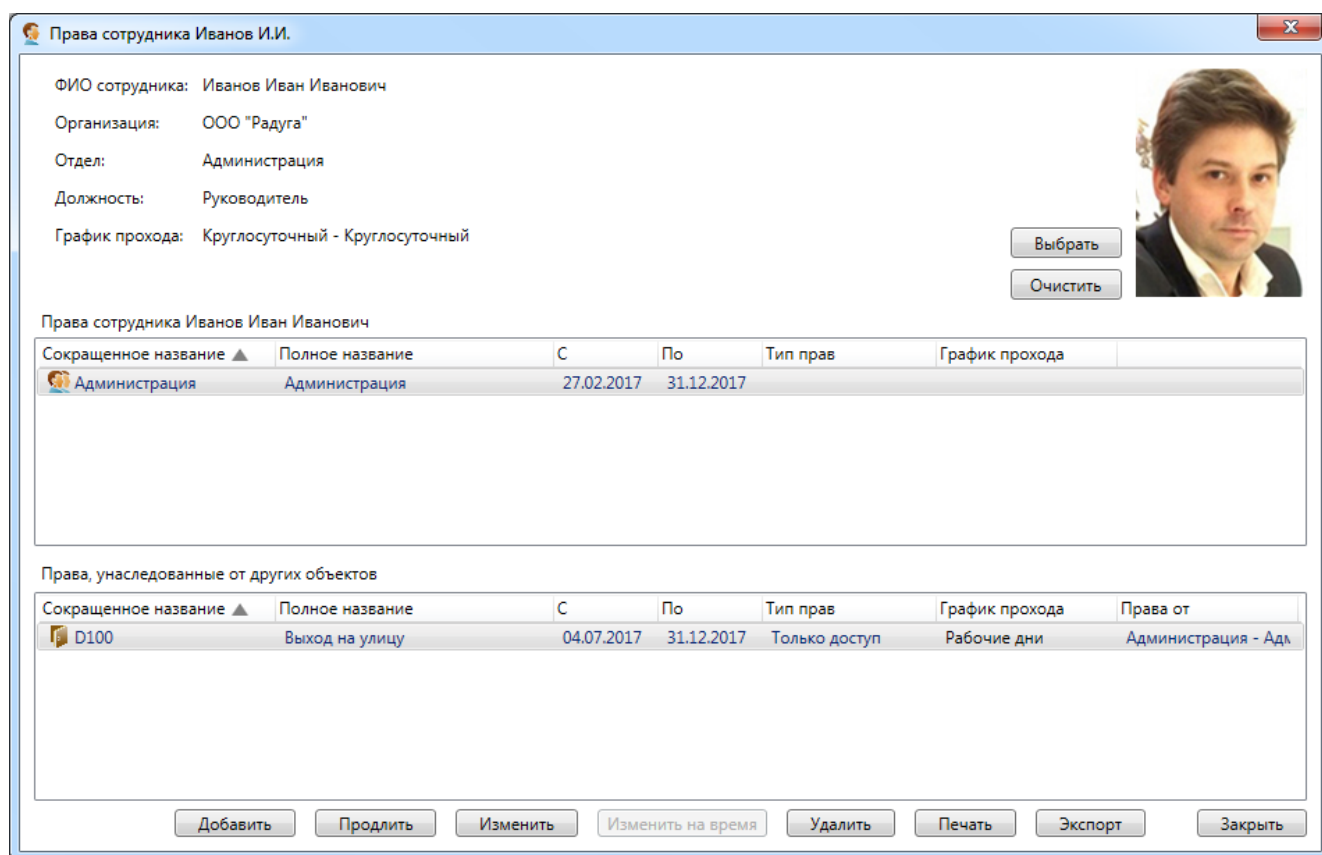 Права сотрудника Иванов И.И.
ФИО сотрудника: Иванов Иван Иванович
Организация: ООО "Радуга"
Отдел: Администрация
Должность: Руководитель
График прохода: Круглосуточный - Круглосуточный
Выбрать
Очистить
Права сотрудника Иванов Иван Иванович
Сокращенное название Полное название С По Тип прав График прохода
Администрация Администрация 27.02.2017 31.12.2017
Права, унаследованные от других объектов
Сокращенное название Полное название С По Тип прав График прохода Права от
D100 Выход на улицу 04.07.2017 31.12.2017 Только доступ Рабочие дни Администрация - Адм
Добавить Продлить Изменить Изменить на время Удалить Печать Экспорт Закрыть